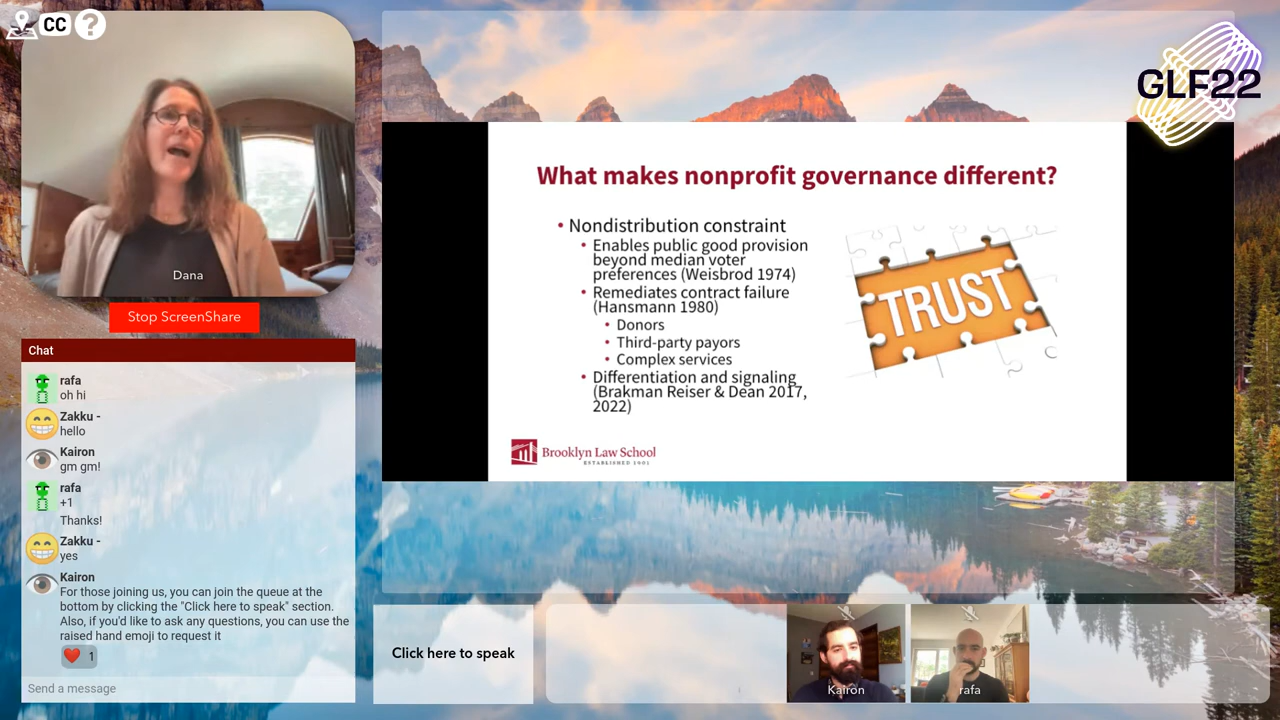 CC
?
GLF22
Dana
Stop ScreenShare
Chat
rafa
oh hi
Zakku -
hello
Kairon
gm gm!
rafa
+1
Thanks!
Zakku -
yes
Kairon
For those joining us, you can join the queue at the
bottom by clicking the "Click here to speak" section.
Also, if you'd like to ask any questions, you can use the
raised hand emoji to request it
1
Send a message
What makes nonprofit governance different?
• Nondistribution constraint
• Enables public good provision
beyond median voter
preferences (Weisbrod 1974)
• Remediates contract failure
(Hansmann 1980)
• Donors
• Third-party payors
• Complex services
• Differentiation and signaling
(Brakman Reiser & Dean 2017,
2022)
TRUST
Brooklyn Law School
ESTABLISHED 1901
Click here to speak
Kairon
rafa